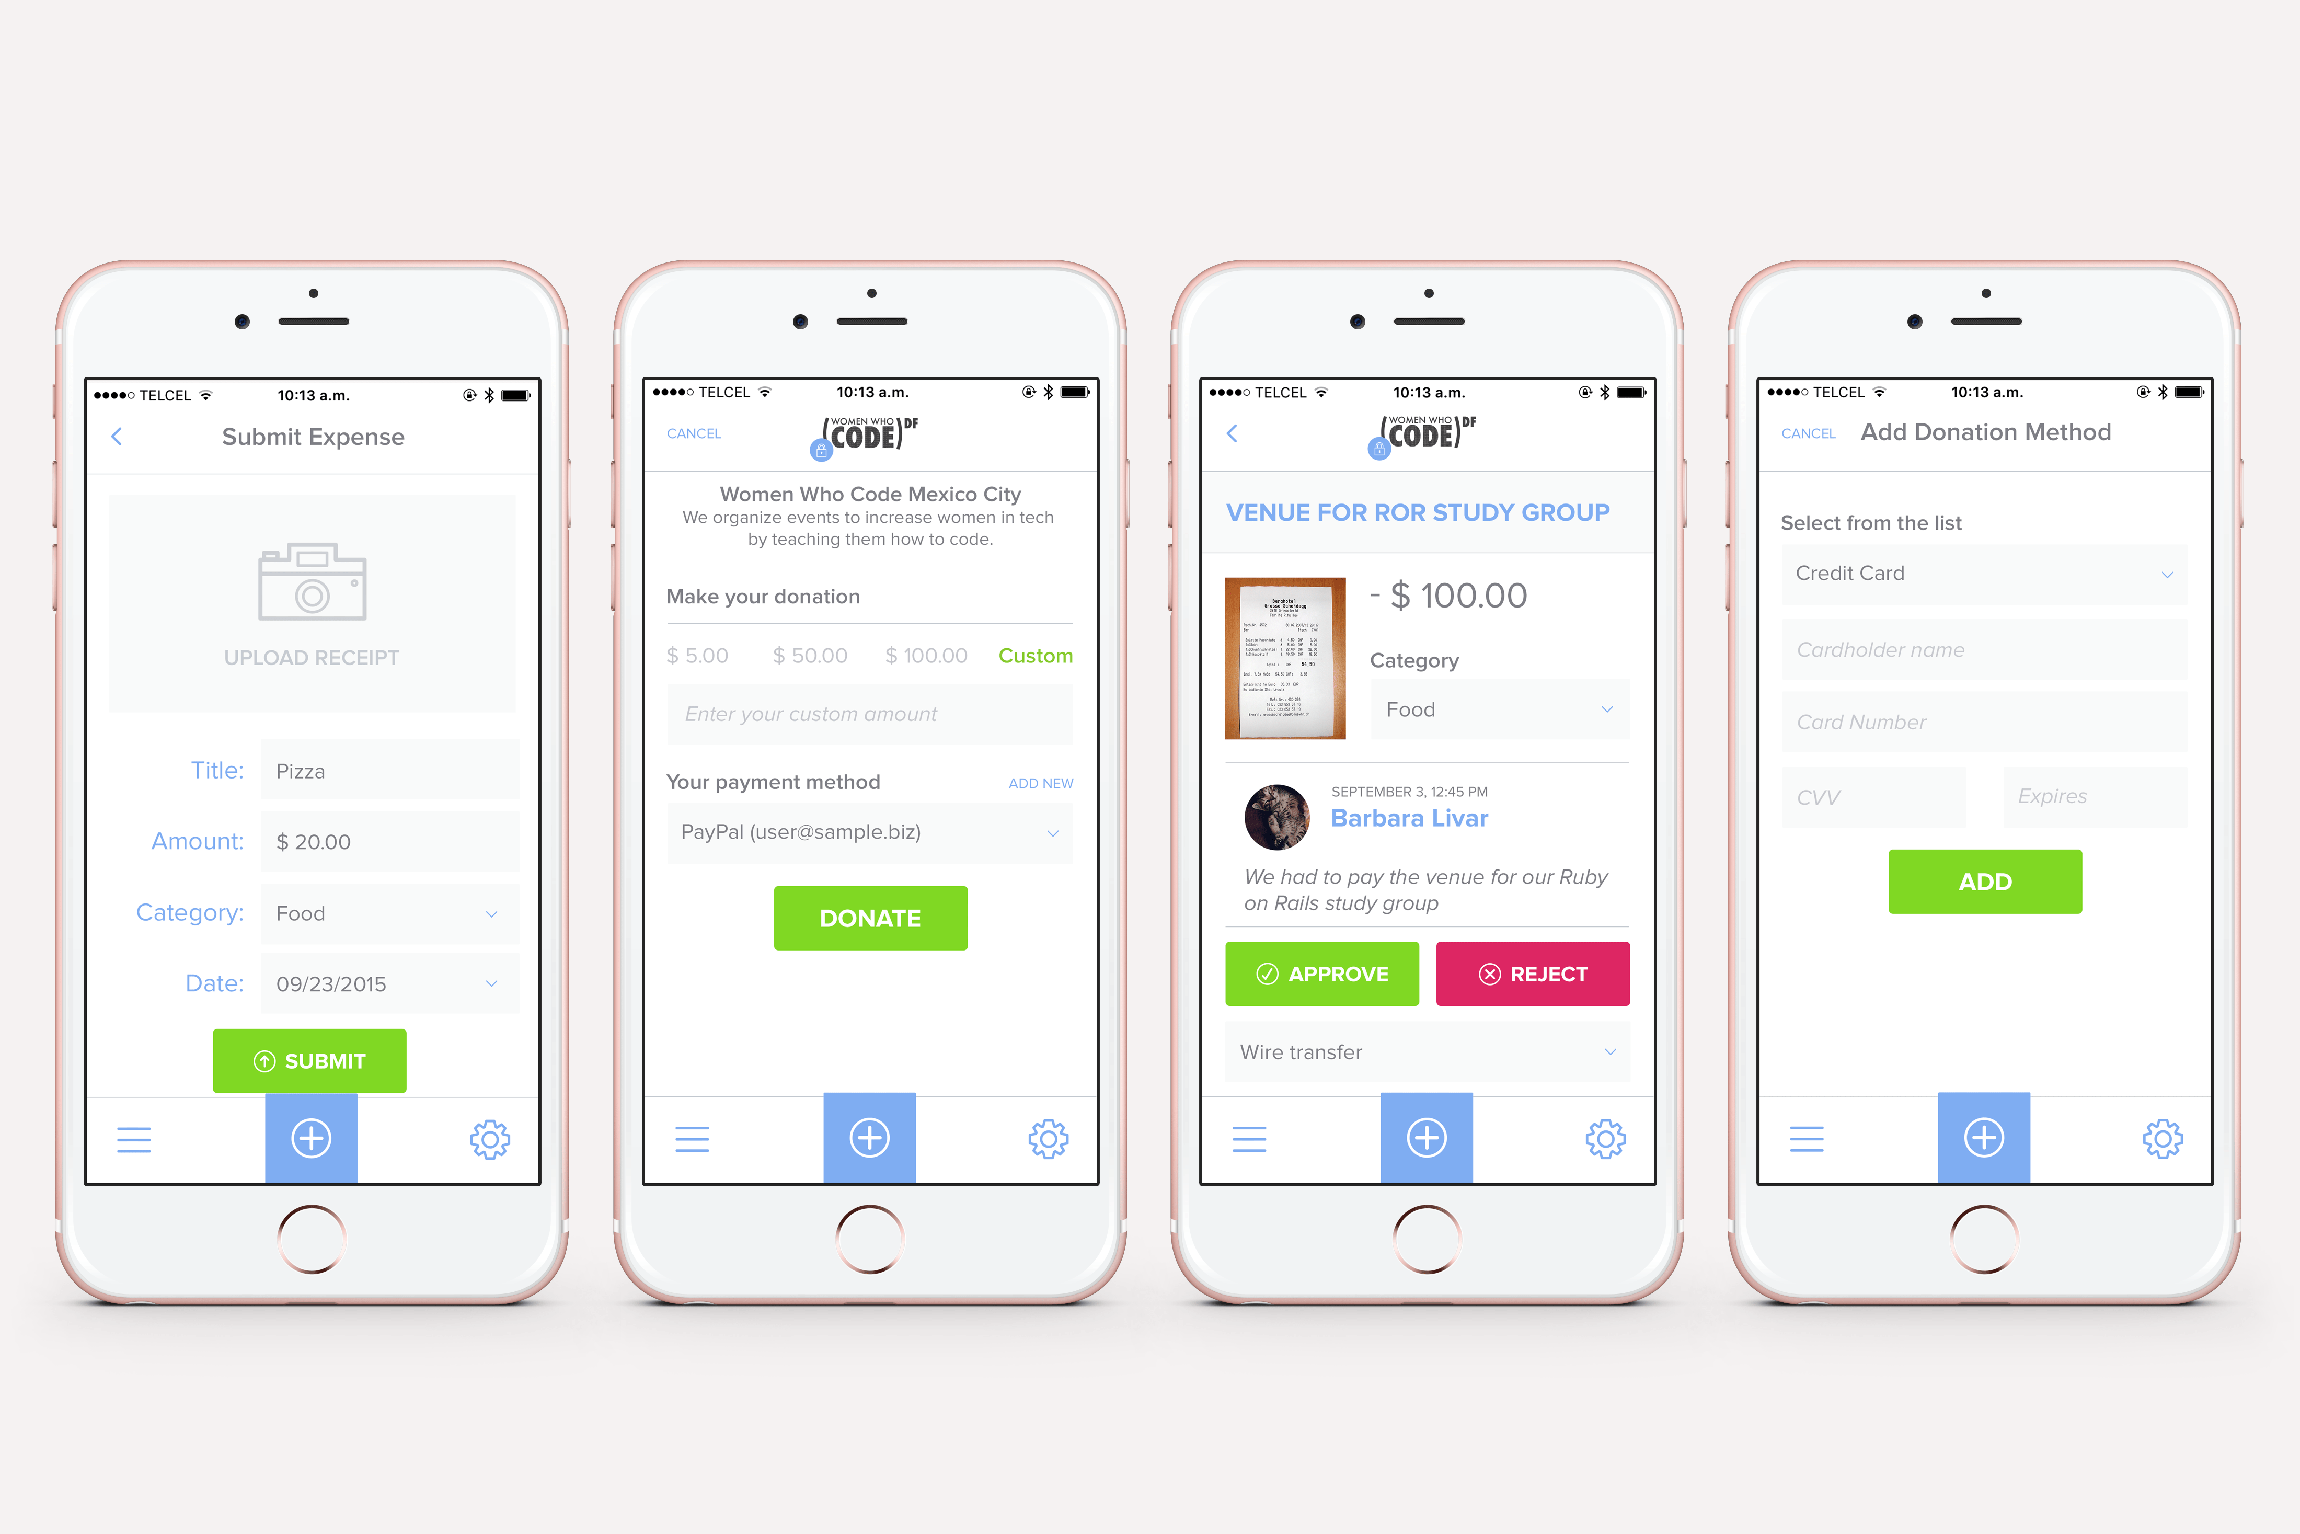 TELCEL 10:13 a.m.
Submit Expense
UPLOAD RECEIPT
Title: Pizza
Amount: $ 20.00
Category: Food
Date: 09/23/2015
SUBMIT
TELCEL 10:13 a.m.
CANCEL
(WOMEN WHO
CODE) DF
Women Who Code Mexico City
We organize events to increase women in tech
by teaching them how to code.
Make your donation
$ 5.00 $ 50.00 $ 100.00 Custom
Enter your custom amount
Your payment method ADD NEW
PayPal (user@sample.biz)
DONATE
TELCEL 10:13 a.m.
(WOMEN WHO
CODE) DF
VENUE FOR ROR STUDY GROUP
- $ 100.00
Category
Food
SEPTEMBER 3, 12:45 PM
Barbara Livar
We had to pay the venue for our Ruby
on Rails study group
APPROVE REJECT
Wire transfer
TELCEL 10:13 a.m.
CANCEL Add Donation Method
Select from the list
Credit Card
Cardholder name
Card Number
CVV Expires
ADD